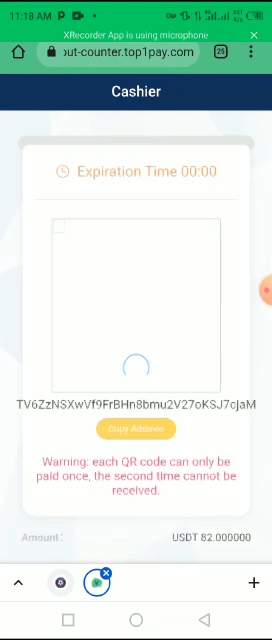 11:18 AM
XRecorder App is using microphone
out-counter.top1pay.com
25
Cashier
Expiration Time 00:00
TV6ZzNSXwVf9FrBHn8bmu2V27oKSJ7cjaM
Copy Address
Warning: each QR code can only be
paid once, the second time cannot be
received.
Amount:
USDT 82.000000